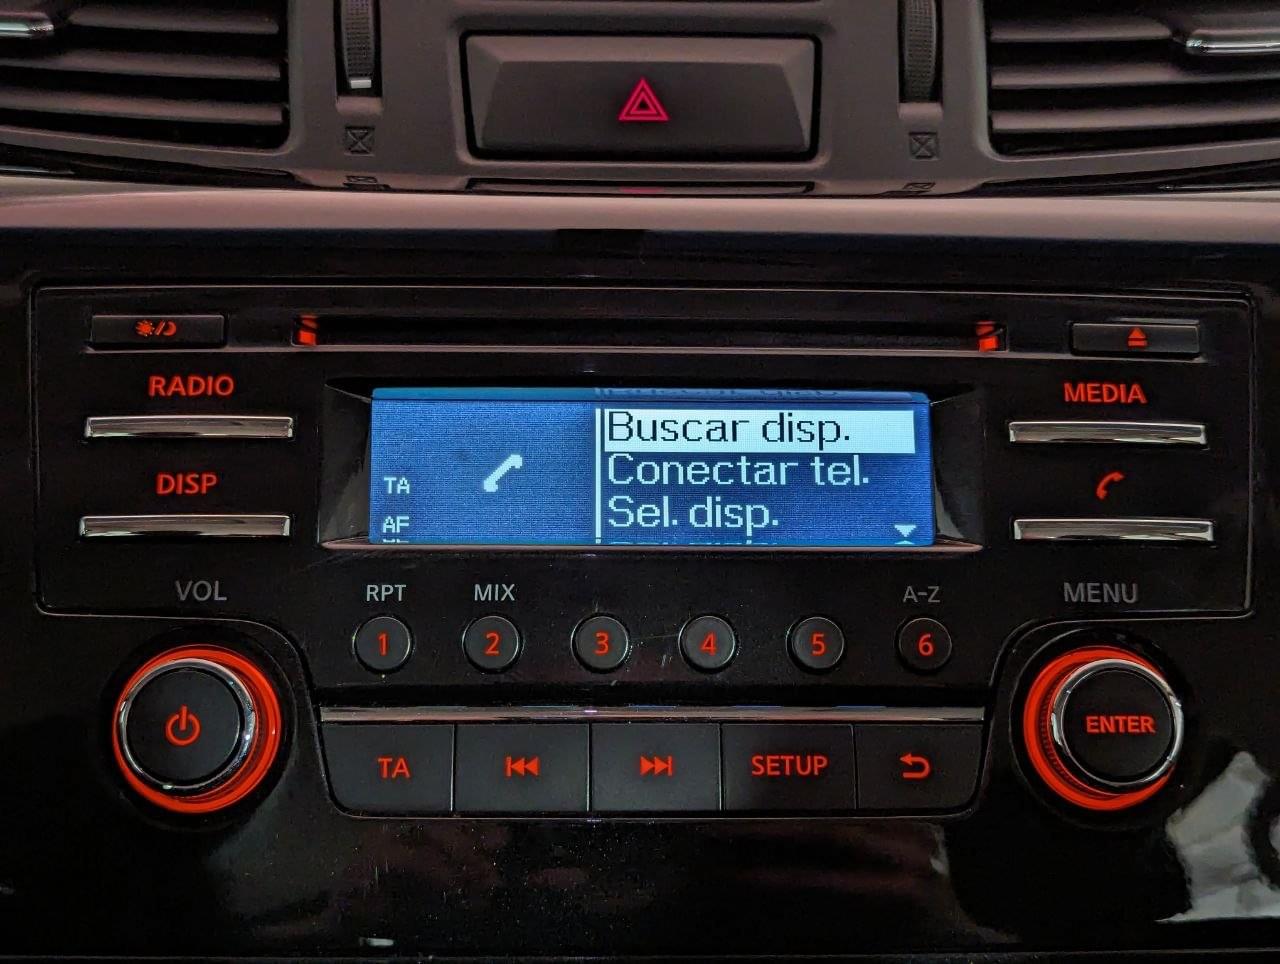 RADIO
MEDIA
Buscar disp.
Conectar tel.
Sel. disp.
DISP
TA
AF
VOL
RPT
MIX
A-Z
MENU
1
2
3
4
5
6
ENTER
TA
SETUP